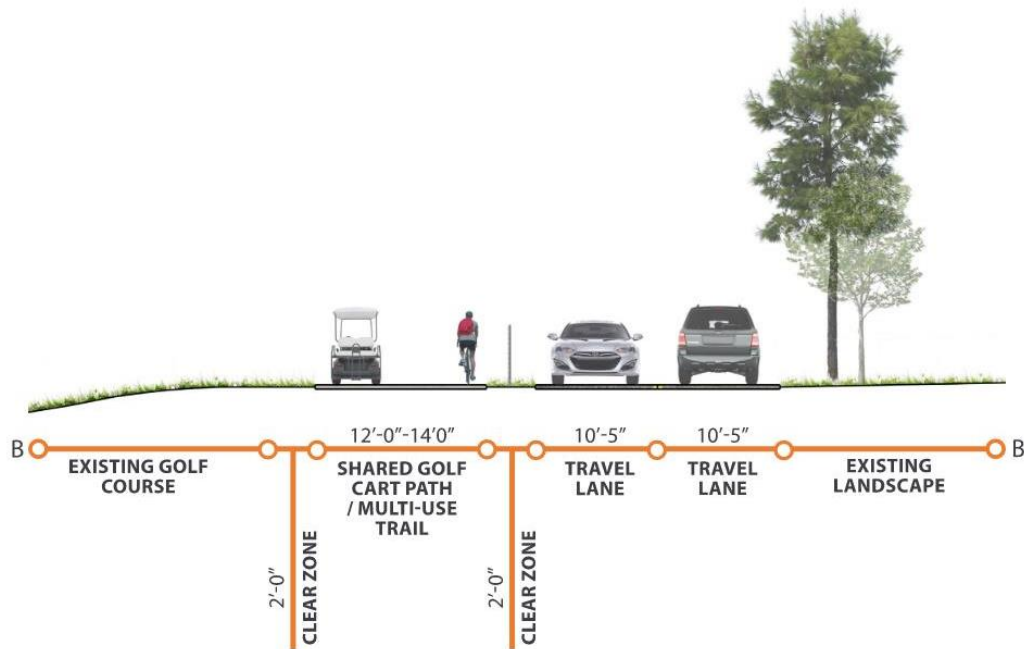 B
EXISTING GOLF
COURSE
2’-0”
CLEAR ZONE
12’-0”-14’0”
SHARED GOLF
CART PATH
/ MULTI-USE
TRAIL
2’-0”
CLEAR ZONE
10’-5”
TRAVEL
LANE
10’-5”
TRAVEL
LANE
EXISTING
LANDSCAPE
B